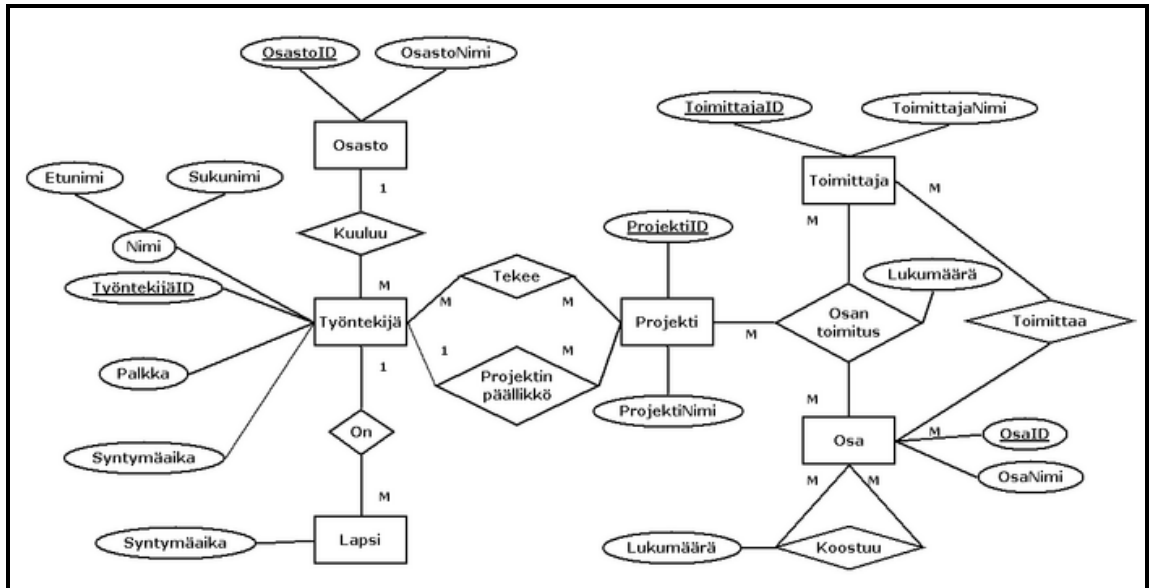 OsastoID
OsastoNimi
Osasto
1
Kuuluu
M
Etunimi
Sukunimi
Nimi
TyöntekijäID
Palkka
Syntymäaika
Työntekijä
1
On
M
Lapsi
Syntymäaika
M
Tekee
M
1
Projektin
päällikkö
M
ProjektiID
Projekti
ProjektiNimi
M
ToimittajaID
ToimittajaNimi
Toimittaja
M
M
Lukumäärä
Osan
toimitus
Toimittaa
M
Osa
M
OsaID
OsaNimi
M
M
Lukumäärä
Koostuu